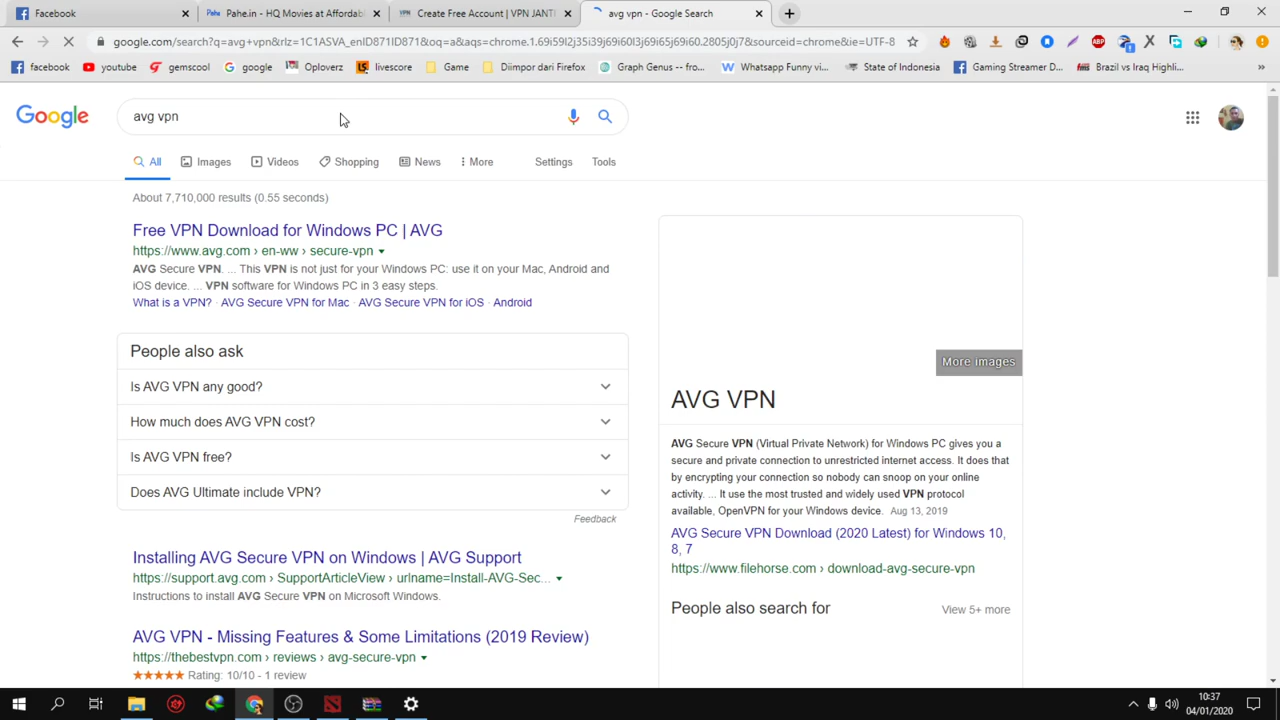 Facebook
Pahe.in - HQ Movies at Affordabl
Create Free Account | VPN JANTI
avg vpn - Google Search
google.com/search?q=avg+vpn&rlz=1C1ASVA_enID871ID871&oq=a&aqs=chrome.1.69i59l2j35i39j69i60l3j69i65j69i60.2805j0j7&sourceid=chrome&ie=UTF-8
facebook
youtube
gemscool
google
Oploverz
livescore
Game
Diimpor dari Firefox
Graph Genus -- fro...
Whatsapp Funny vi...
State of Indonesia
Gaming Streamer D...
Brazil vs Iraq Highli...
»
Google
avg vpn
All
Images
Videos
Shopping
News
More
Settings
Tools
About 7,710,000 results (0.55 seconds)
Free VPN Download for Windows PC | AVG
https://www.avg.com › en-ww › secure-vpn
AVG Secure VPN. ... This VPN is not just for your Windows PC: use it on your Mac, Android and
iOS device. ... VPN software for Windows PC in 3 easy steps.
What is a VPN? · AVG Secure VPN for Mac · AVG Secure VPN for iOS · Android
People also ask
Is AVG VPN any good?
How much does AVG VPN cost?
Is AVG VPN free?
Does AVG Ultimate include VPN?
Feedback
Installing AVG Secure VPN on Windows | AVG Support
https://support.avg.com › SupportArticleView › urlname=Install-AVG-Sec...
Instructions to install AVG Secure VPN on Microsoft Windows.
AVG VPN - Missing Features & Some Limitations (2019 Review)
https://thebestvpn.com › reviews › avg-secure-vpn
Rating: 10/10 - 1 review
More images
AVG VPN
AVG Secure VPN (Virtual Private Network) for Windows PC gives you a
secure and private connection to unrestricted internet access. It does that
by encrypting your connection so nobody can snoop on your online
activity. ... It use the most trusted and widely used VPN protocol
available, OpenVPN for your Windows device. Aug 13, 2019
AVG Secure VPN Download (2020 Latest) for Windows 10,
8, 7
https://www.filehorse.com › download-avg-secure-vpn
People also search for
View 5+ more
10:37
04/01/2020